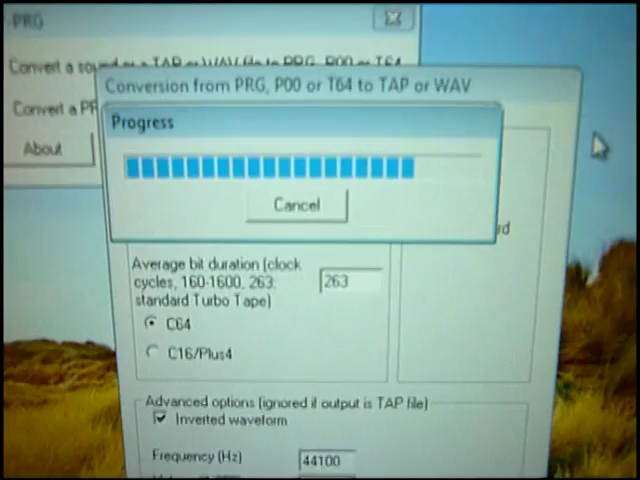 -PRG
Convert a sound or a TAP or WAV file to PRG, P00 or T64
Convert a PR
About
Conversion from PRG, P00 or T64 to TAP or WAV
Progress
Cancel
rd
Average bit duration (clock
cycles, 160-1600, 263:
standard Turbo Tape)
263
C64
C16/Plus4
Advanced options (ignored if output is TAP file)
Inverted waveform
Frequency (Hz)
44100